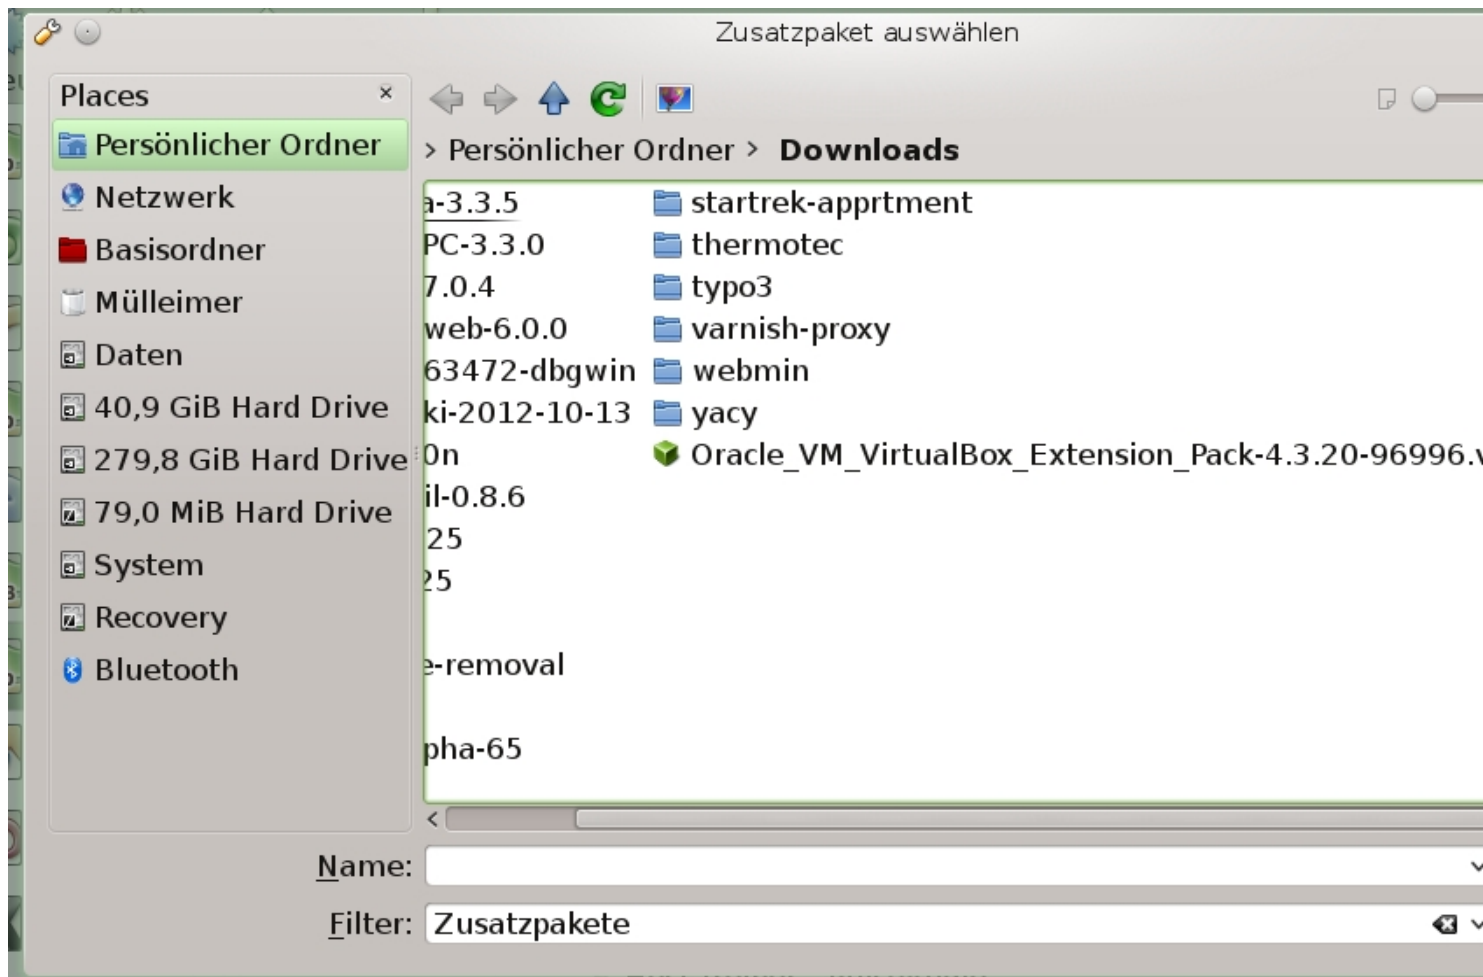 Zusatzpaket auswählen
Places
Persönlicher Ordner
Netzwerk
Basisordner
Mülleimer
Daten
40,9 GiB Hard Drive
279,8 GiB Hard Drive
79,0 MiB Hard Drive
System
Recovery
Bluetooth
> Persönlicher Ordner > Downloads
a-3.3.5
PC-3.3.0
7.0.4
web-6.0.0
63472-dbgwin
ki-2012-10-13
0n
il-0.8.6
25
25
e-removal
pha-65
startrek-apprtment
thermotec
typo3
varnish-proxy
webmin
yacy
Oracle_VM_VirtualBox_Extension_Pack-4.3.20-96996.v
Name:
Filter: Zusatzpakete